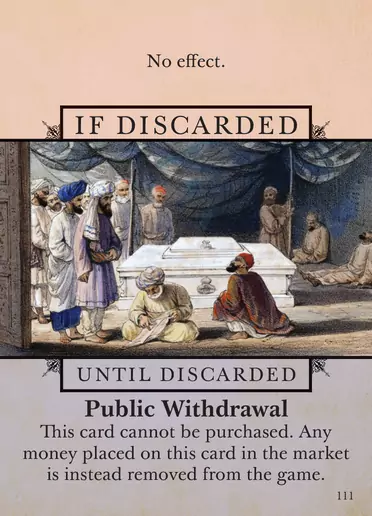 No effect.
IF DISCARDED
UNTIL DISCARDED
Public Withdrawal
This card cannot be purchased. Any
money placed on this card in the market
is instead removed from the game.
111